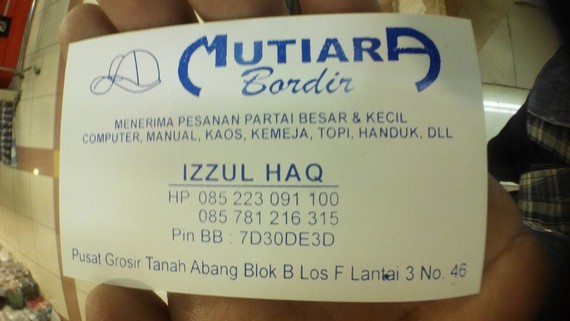 MUTIARA
Bordir
MENERIMA PESANAN PARTAI BESAR & KECIL
COMPUTER, MANUAL, KAOS, KEMEJA, TOPI, HANDUK, DLL
IZZUL HAQ
HP 085 223 091 100
085 781 216 315
Pin BB : 7D30DE3D
Pusat Grosir Tanah Abang Blok B Los F Lantai 3 No. 46